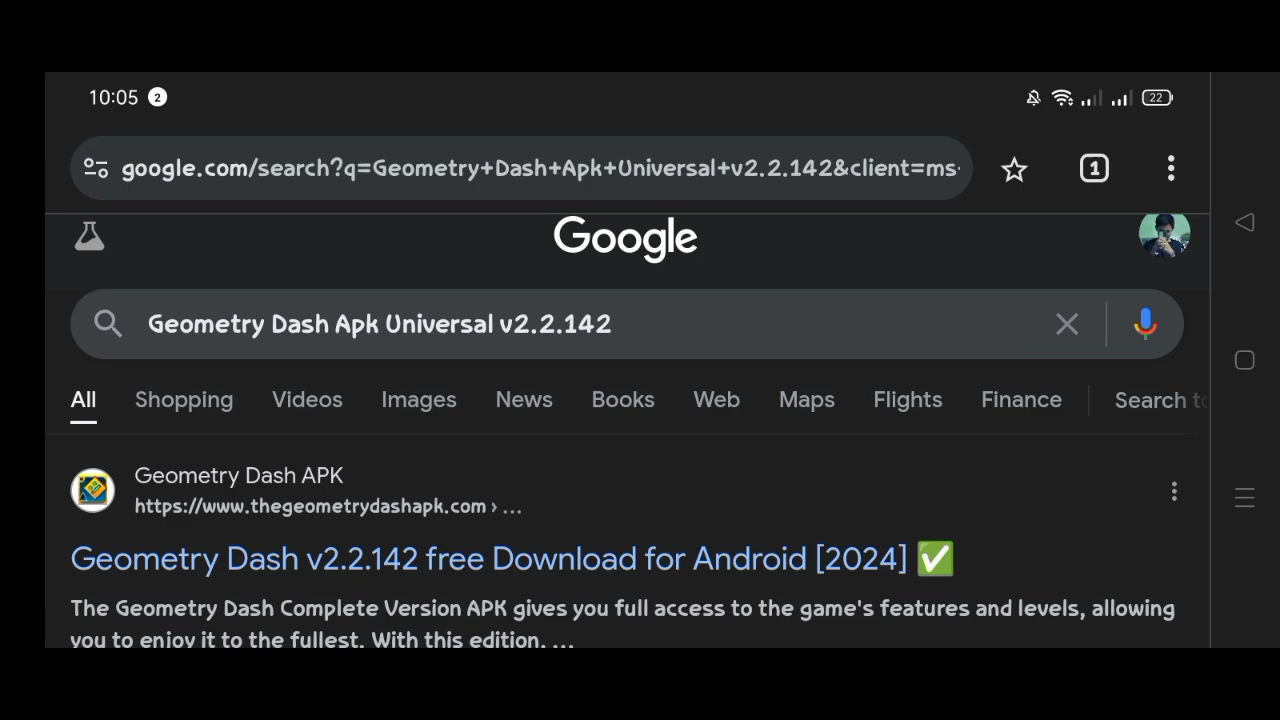 10:05 2
22
google.com/search?q=Geometry+Dash+Apk+Universal+v2.2.142&client=ms-
1
Google
Geometry Dash Apk Universal v2.2.142
All Shopping Videos Images News Books Web Maps Flights Finance Search to
Geometry Dash APK
https://www.thegeometrydashapk.com › ...
Geometry Dash v2.2.142 free Download for Android [2024] ✅
The Geometry Dash Complete Version APK gives you full access to the game's features and levels, allowing
you to enjoy it to the fullest. With this edition, ...